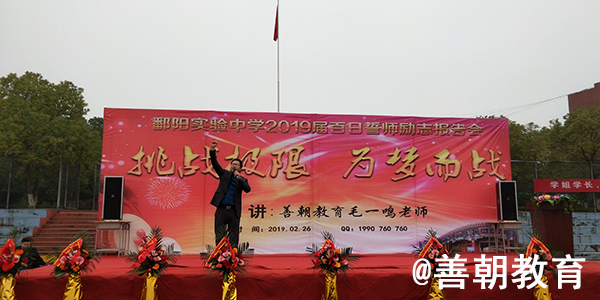 鄱阳实验中学2019届百日誓师励志报告会
挑战极限 为梦而战
讲:善朝教育毛一鸣老师
时 间:2019.02.26 QQ:1990 760 760
学姐学长,
@善朝教育